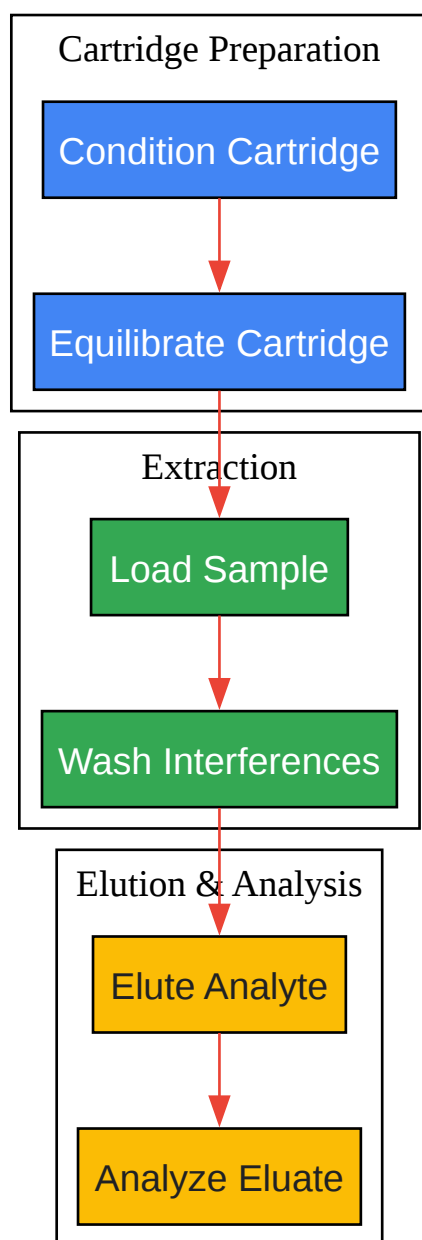 Cartridge Preparation
Condition Cartridge
Equilibrate Cartridge
Extraction
Load Sample
Wash Interferences
Elution & Analysis
Elute Analyte
Analyze Eluate